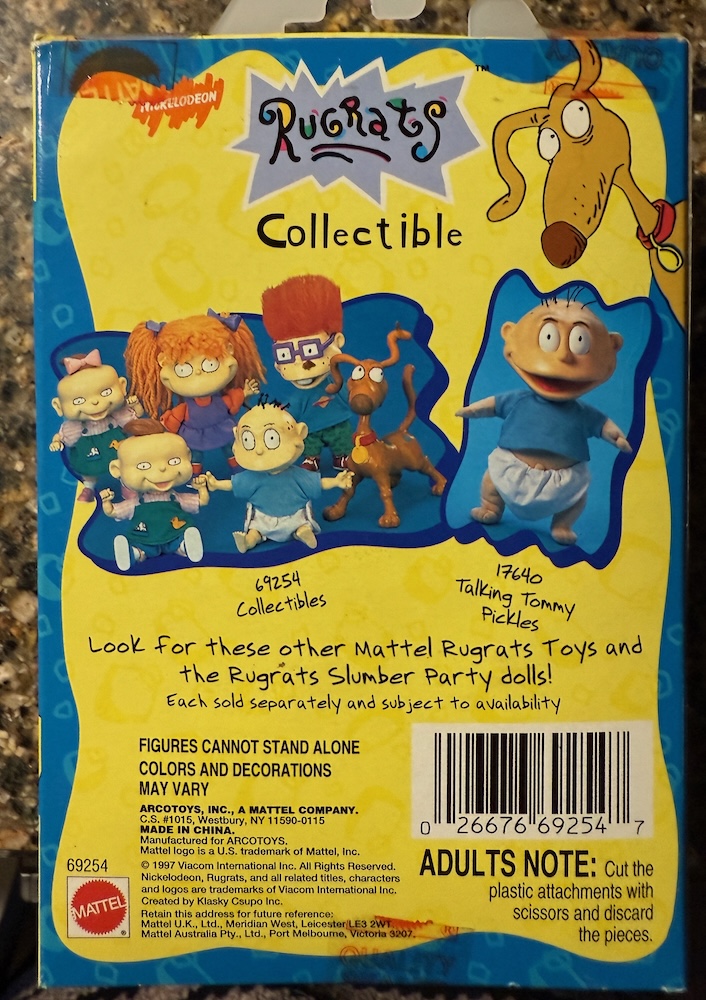 NICKELODEON
RUGRATS
TM
Collectible
69254
Collectibles
17640
Talking Tommy
Pickles
Look for these other Mattel Rugrats Toys and
the Rugrats Slumber Party dolls!
Each sold separately and subject to availability
FIGURES CANNOT STAND ALONE
COLORS AND DECORATIONS
MAY VARY
ARCOTOYS, INC., A MATTEL COMPANY.
C.S. #1015, Westbury, NY 11590-0115
MADE IN CHINA.
Manufactured for ARCOTOYS.
Mattel logo is a U.S. trademark of Mattel, Inc.
© 1997 Viacom International Inc. All Rights Reserved.
Nickelodeon, Rugrats, and all related titles, characters
and logos are trademarks of Viacom International Inc.
Created by Klasky Csupo Inc.
Retain this address for future reference:
Mattel U.K., Ltd., Meridian West, Leicester LE3 2WT.
Mattel Australia Pty., Ltd., Port Melbourne, Victoria 3207.
69254
MATTEL
®
0 26676 69254 7
ADULTS NOTE: Cut the
plastic attachments with
scissors and discard
the pieces.